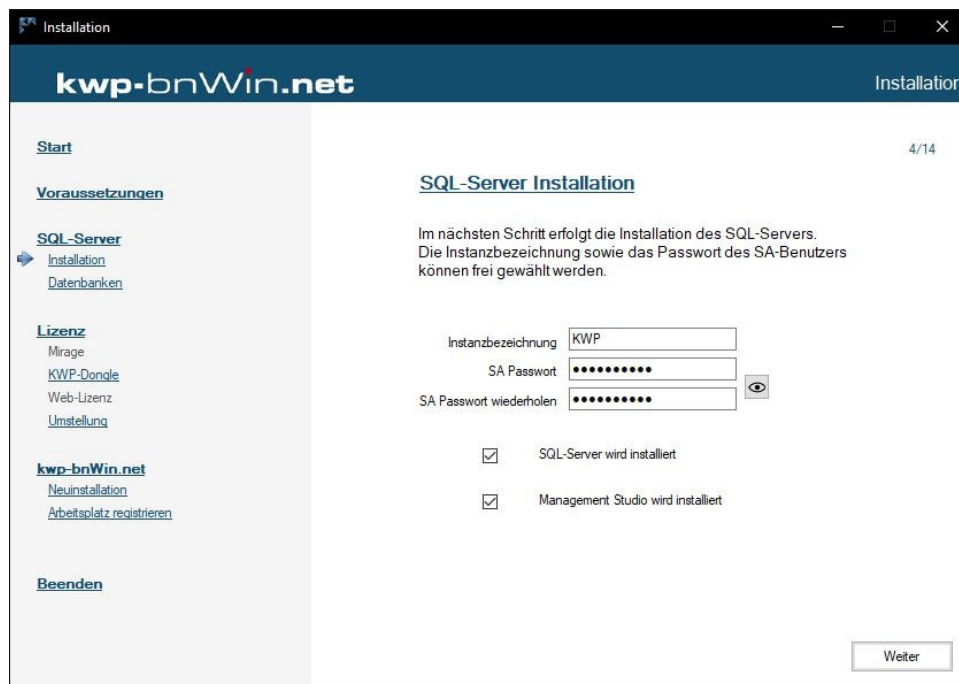 Installation
kwp-bnWin.net
Installation
Start
Voraussetzungen
SQL-Server
Installation
Datenbanken
Lizenz
Mirage
KWP-Dongle
Web-Lizenz
Umstellung
kwp-bnWin.net
Neuinstallation
Arbeitsplatz registrieren
Beenden
4/14
SQL-Server Installation
Im nächsten Schritt erfolgt die Installation des SQL-Servers.
Die Instanzbezeichnung sowie das Passwort des SA-Benutzers
können frei gewählt werden.
Instanzbezeichnung KWP
SA Passwort ●●●●●●●●●●
SA Passwort wiederholen ●●●●●●●●●●
SQL-Server wird installiert
Management Studio wird installiert
Weiter